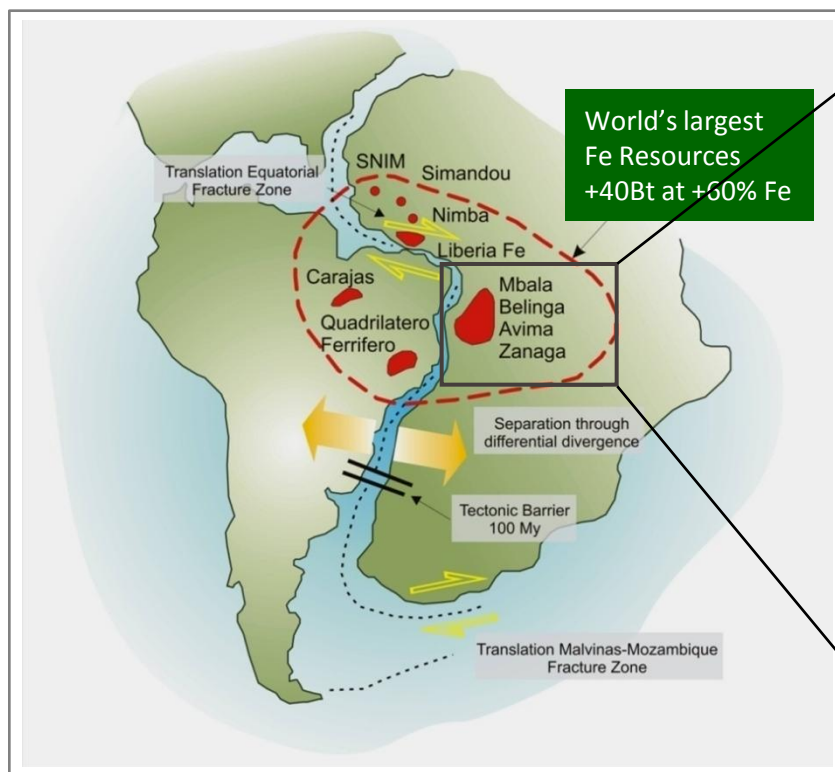 World's largest
Fe Resources
+40Bt at +60% Fe
Translation Equatorial
Fracture Zone
SNIM
Simandou
Nimba
Liberia Fe
Carajas
Quadrilatero
Ferrifero
Mbala
Belinga
Avima
Zanaga
Separation through
differential divergence
Tectonic Barrier
100 My
Translation Malvinas-Mozambique
Fracture Zone